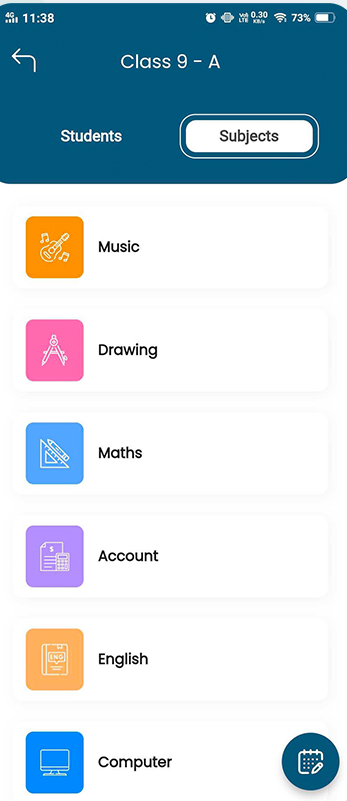 4G 11:38 VoI) LTE 0.30 KB/s 73%
Class 9 - A
Students Subjects
Music
Drawing
Maths
$
Account
ENG
English
Computer